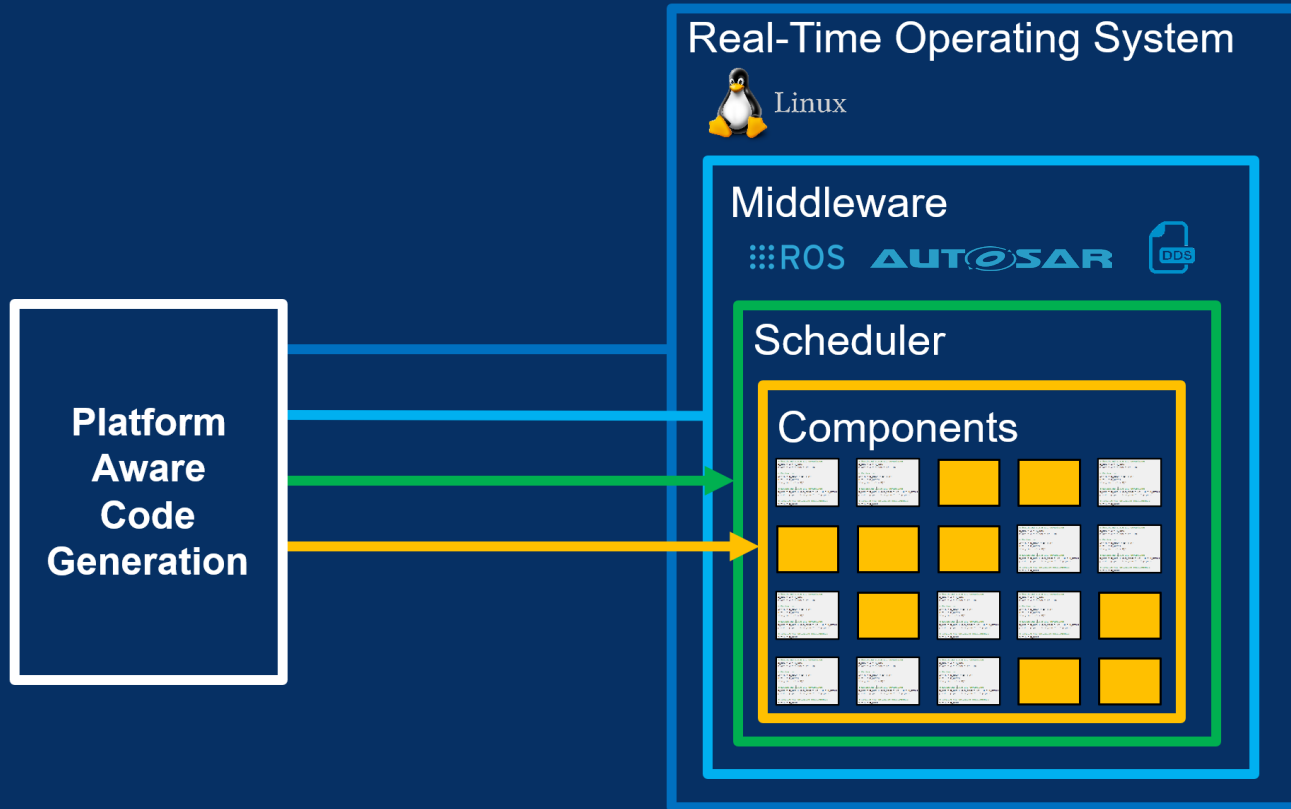 Real-Time Operating System
Linux
Middleware
ROS AUTOSAR DDS
Scheduler
Components
Platform
Aware
Code
Generation